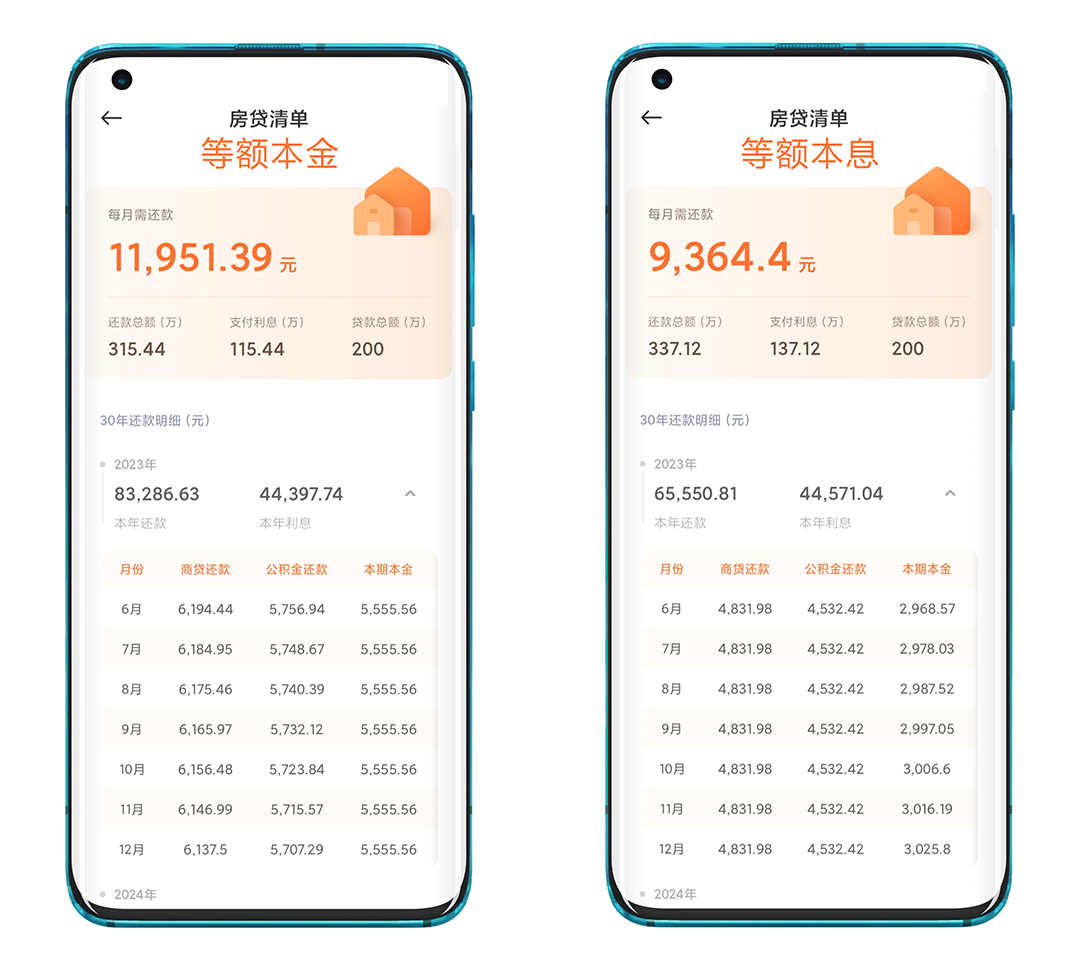 房贷清单
等额本金
每月需还款
11,951.39 元
还款总额 (万) 支付利息 (万) 贷款总额 (万)
315.44 115.44 200
30年还款明细 (元)
2023年
83,286.63 44,397.74
本年还款 本年利息
月份 商贷还款 公积金还款 本期本金
6月 6,194.44 5,756.94 5,555.56
7月 6,184.95 5,748.67 5,555.56
8月 6,175.46 5,740.39 5,555.56
9月 6,165.97 5,732.12 5,555.56
10月 6,156.48 5,723.84 5,555.56
11月 6,146.99 5,715.57 5,555.56
12月 6,137.5 5,707.29 5,555.56
2024年
房贷清单
等额本息
每月需还款
9,364.4 元
还款总额 (万) 支付利息 (万) 贷款总额 (万)
337.12 137.12 200
30年还款明细 (元)
2023年
65,550.81 44,571.04
本年还款 本年利息
月份 商贷还款 公积金还款 本期本金
6月 4,831.98 4,532.42 2,968.57
7月 4,831.98 4,532.42 2,978.03
8月 4,831.98 4,532.42 2,987.52
9月 4,831.98 4,532.42 2,997.05
10月 4,831.98 4,532.42 3,006.6
11月 4,831.98 4,532.42 3,016.19
12月 4,831.98 4,532.42 3,025.8
2024年